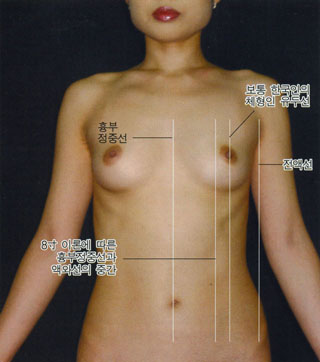 보통 한국인의
체형인 유두선
흉부
정중선
전액선
8寸 이론에 따른
흉부정중선과
액와선의 중간